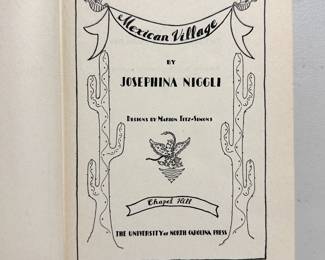 Mexican Village
BY
JOSEPHINA NIGGLI
DESIGNS BY MARION FITZ-SIMONS
Chapel Hill
THE UNIVERSITY OF NORTH CAROLINA PRESS